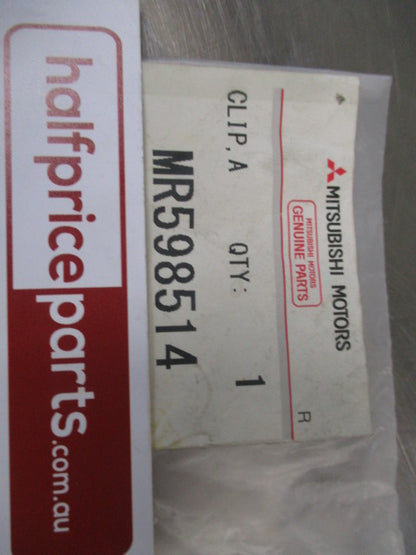 MITSUBISHI MOTORS
MITSUBISHI MOTORS
GENUINE PARTS
R
CLIP, A QTY: 1
MR598514
halfpriceparts.com.au